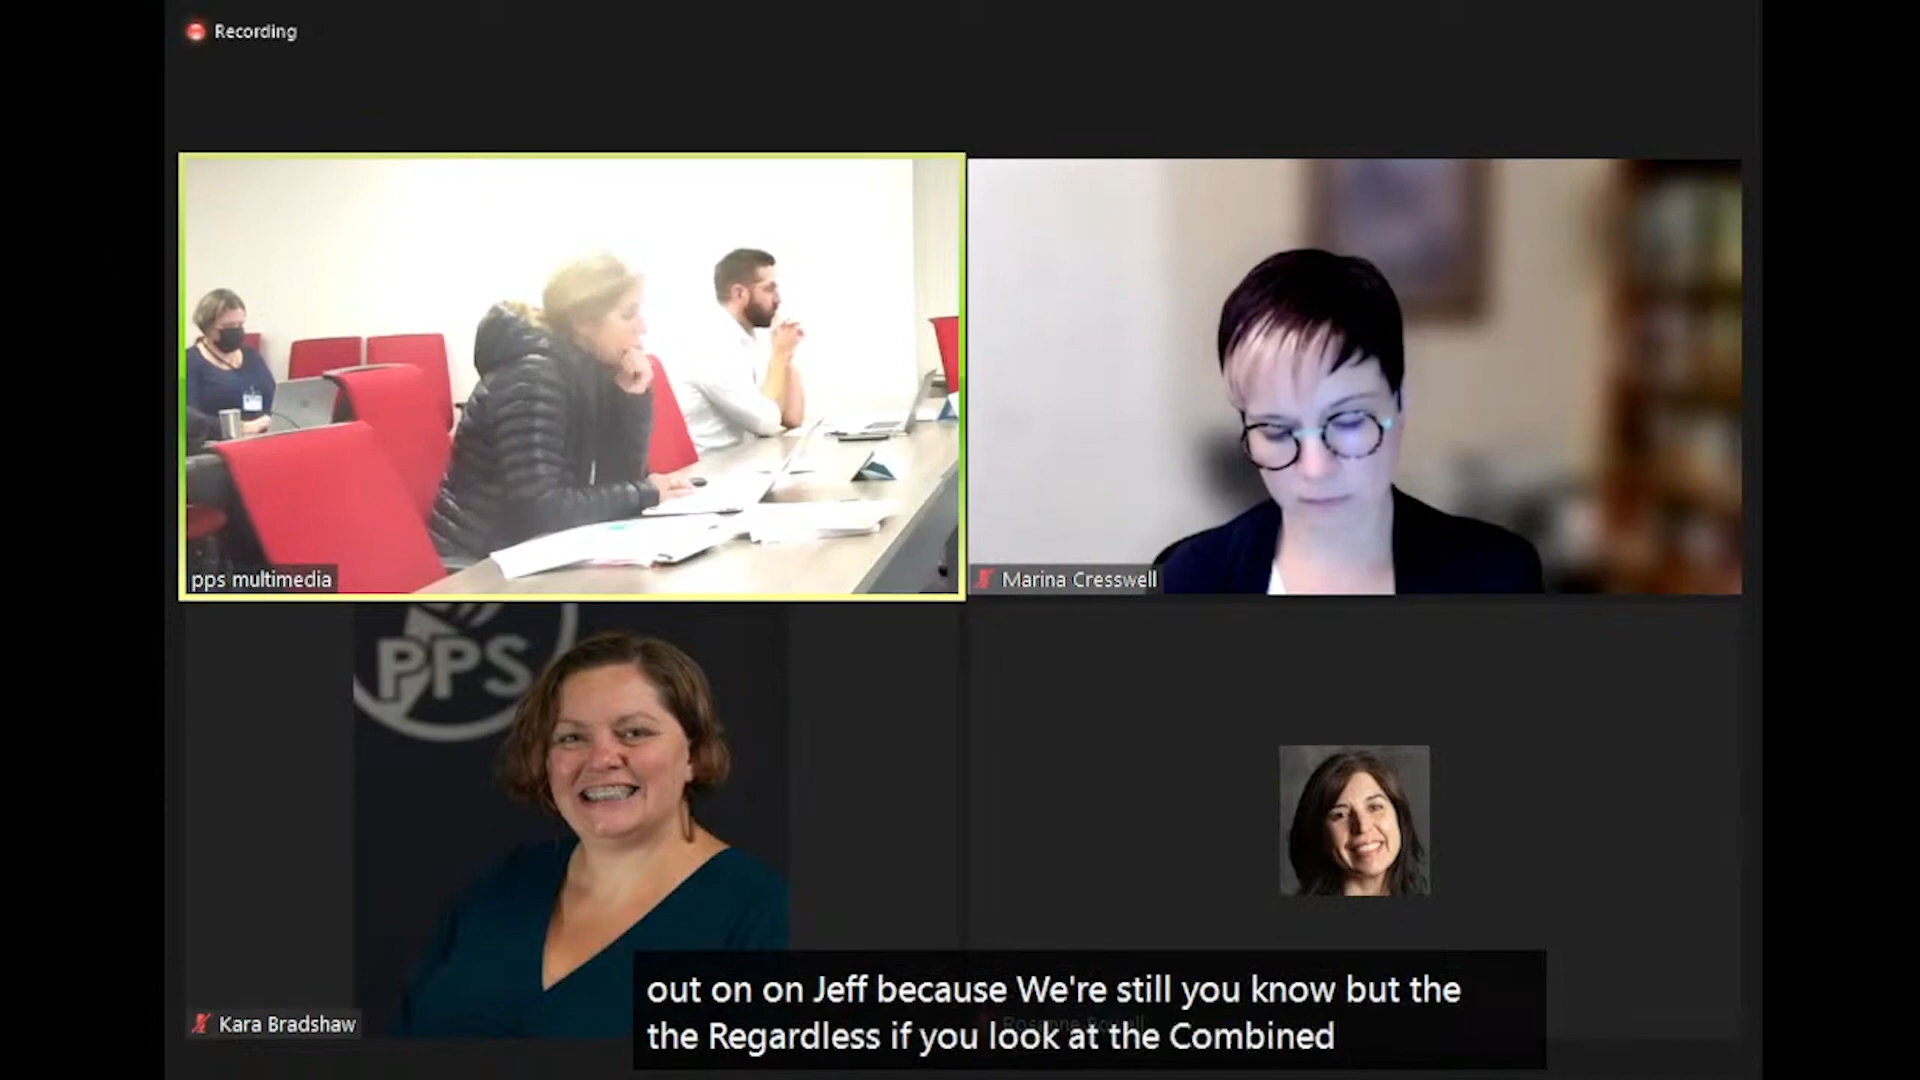 Recording
pps multimedia
Marina Cresswell
PPS
Kara Bradshaw
out on on Jeff because We're still you know but the
the Regardless if you look at the Combined